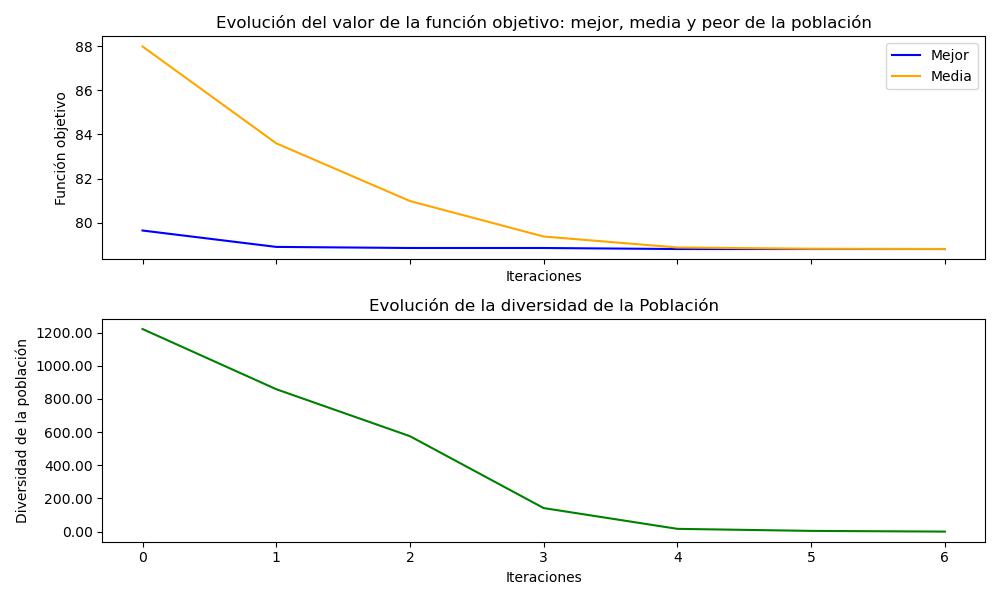 Evolución del valor de la función objetivo: mejor, media y peor de la población
Función objetivo
88
86
84
82
80
Mejor
Media
Iteraciones
Evolución de la diversidad de la Población
Diversidad de la población
1200.00
1000.00
800.00
600.00
400.00
200.00
0.00
0 1 2 3 4 5 6
Iteraciones